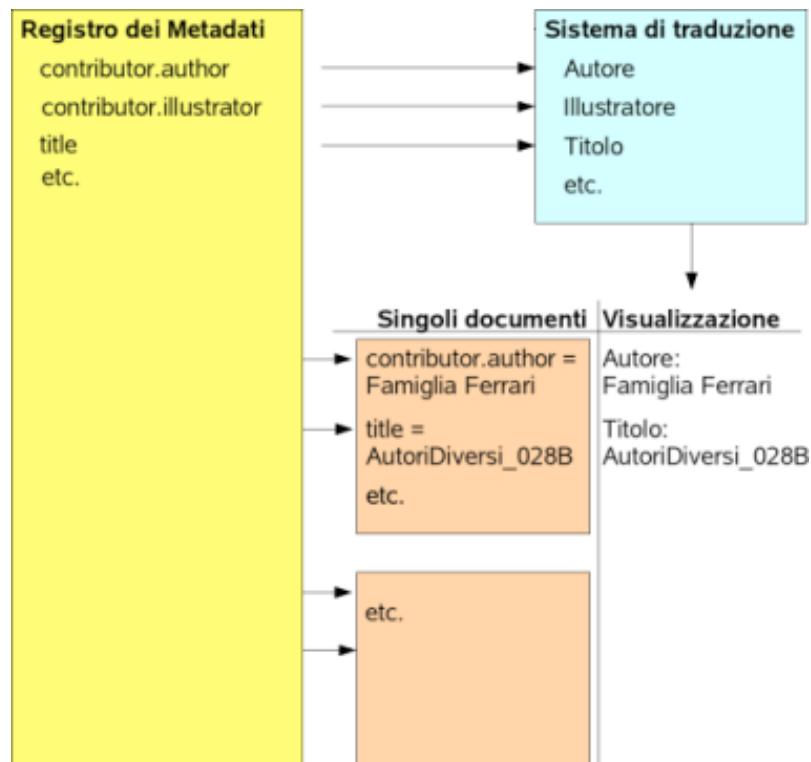 Registro dei Metadati
contributor.author
contributor.illustrator
title
etc.
Sistema di traduzione
Autore
Illustratore
Titolo
etc.
Singoli documenti
Visualizzazione
contributor.author =
Famiglia Ferrari
title =
AutoriDiversi_028B
etc.
Autore:
Famiglia Ferrari
Titolo:
AutoriDiversi_028B
etc.